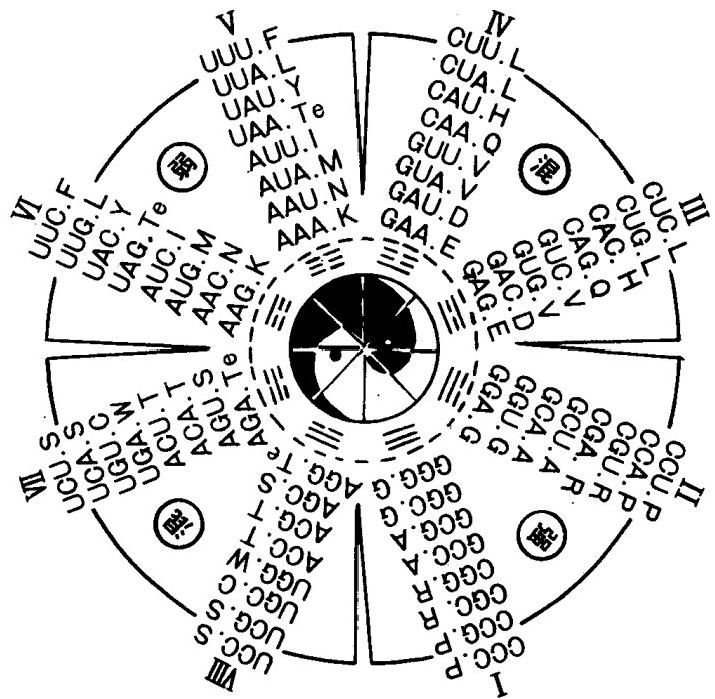 V
UUU.F
UUA.L
UAU.Y
UAA.Te
AUU.I
AUA.M
AAU.N
AAA.K
IV
CUU.L
CUA.L
CAU.H
CAA.Q
GUU.V
GUA.V
GAU.D
GAA.E
III
CUC.L
CUG.L
CAC.H
CAG.Q
GUC.V
GUG.V
GAC.D
GAG.E
II
CCU.P
CCA.P
CGU.R
CGA.R
GCU.A
GCA.A
GGU.G
GGA.G
I
CCC.P
CCG.P
CGC.R
CGG.R
GCC.A
GCG.A
GGC.G
GGG.G
VIII
UCC.S
UCG.S
UGC.C
UGG.W
ACC.T
ACG.T
AGC.S
AGG.Te
VII
UCU.S
UCA.S
UGU.C
UGA.W
ACU.T
ACA.T
AGU.S
AGA.Te
VI
UUC.F
UUG.L
UAC.Y
UAG.Te
AUC.I
AUG.M
AAC.N
AAG.K
混
混
強